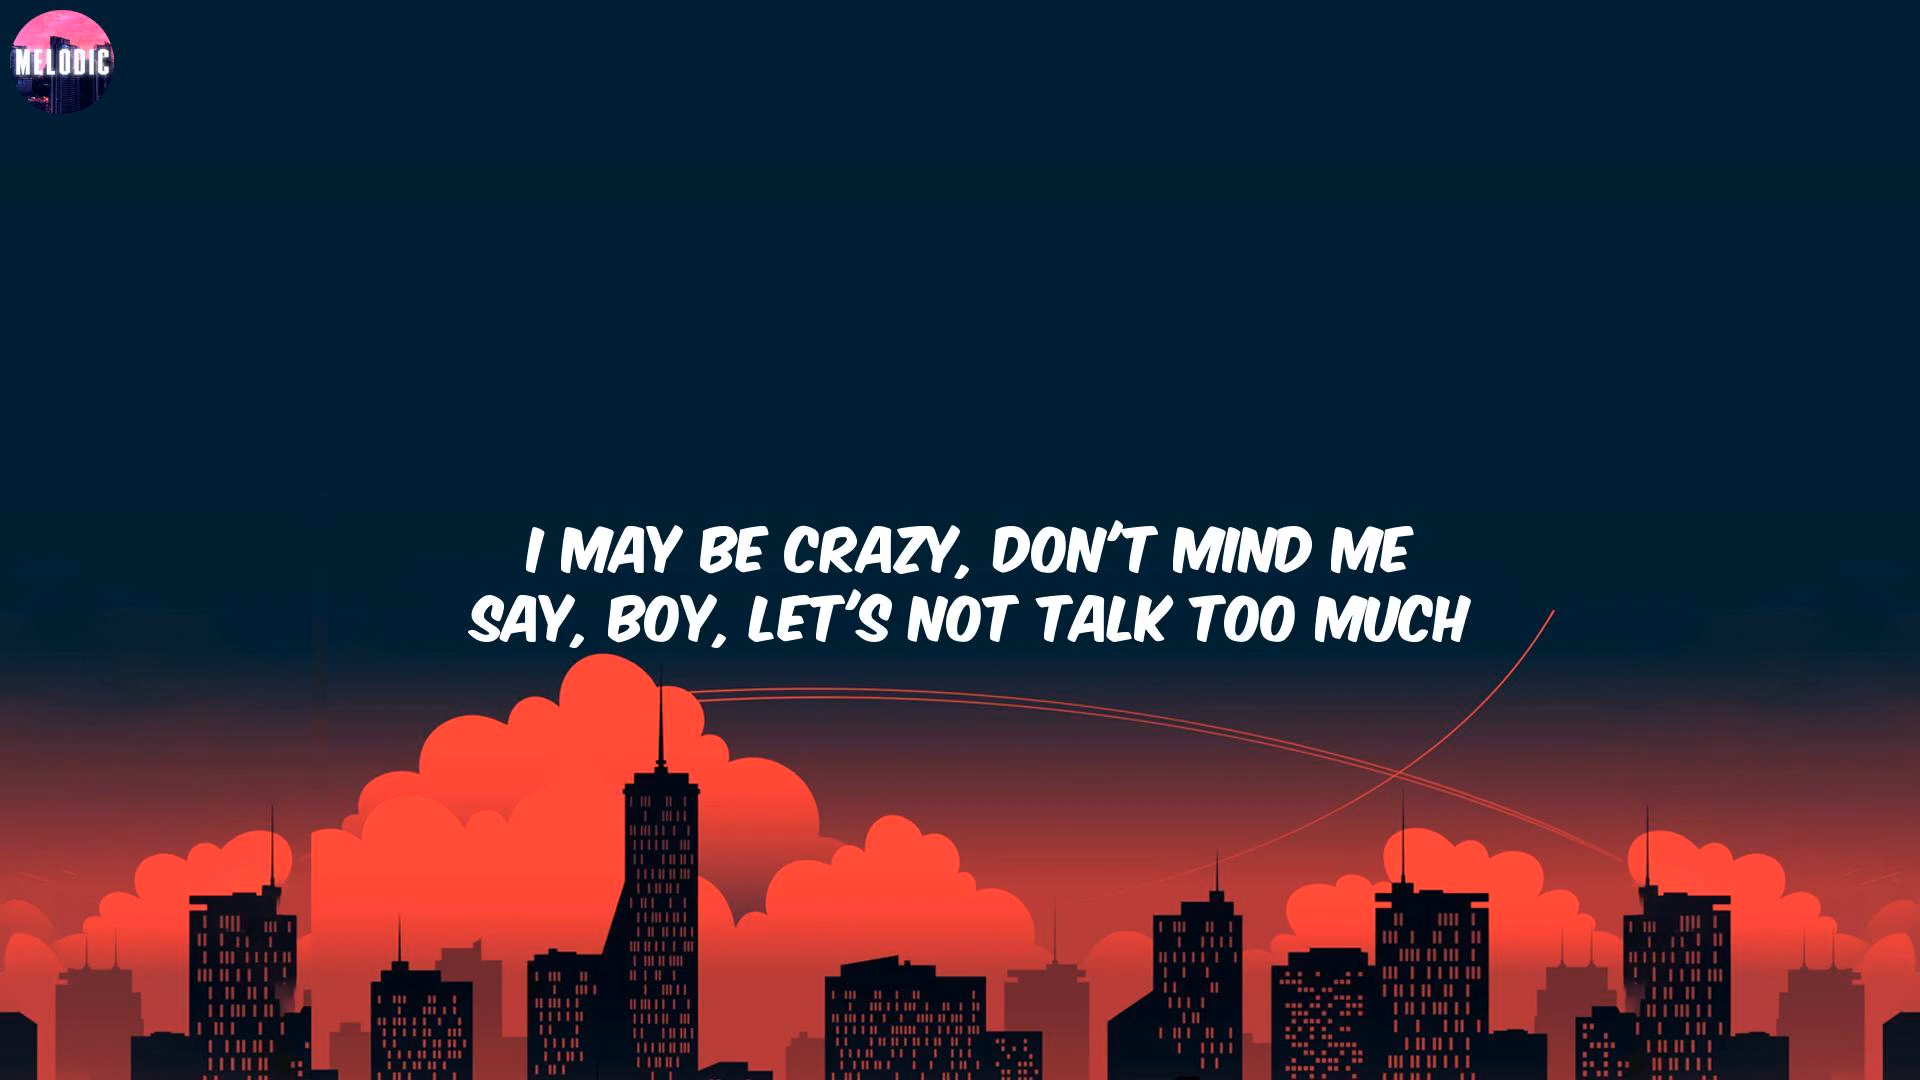 MELODIC
I MAY BE CRAZY, DON'T MIND ME
SAY, BOY, LET'S NOT TALK TOO MUCH